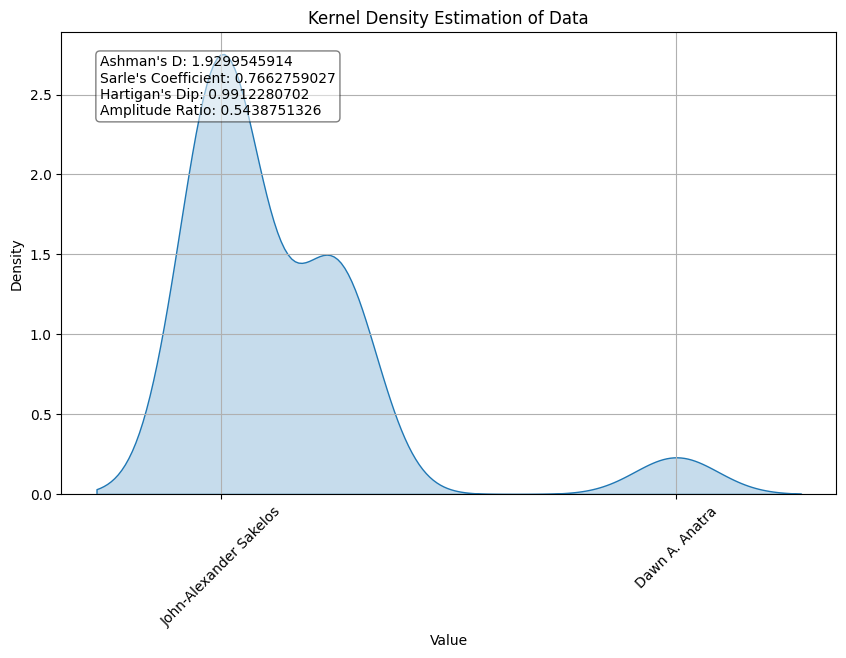 Kernel Density Estimation of Data
Ashman's D: 1.9299545914
Sarle's Coefficient: 0.7662759027
Hartigan's Dip: 0.9912280702
Amplitude Ratio: 0.5438751326
2.5
2.0
1.5
1.0
0.5
0.0
Density
John-Alexander Sakelos
Dawn A. Anatra
Value